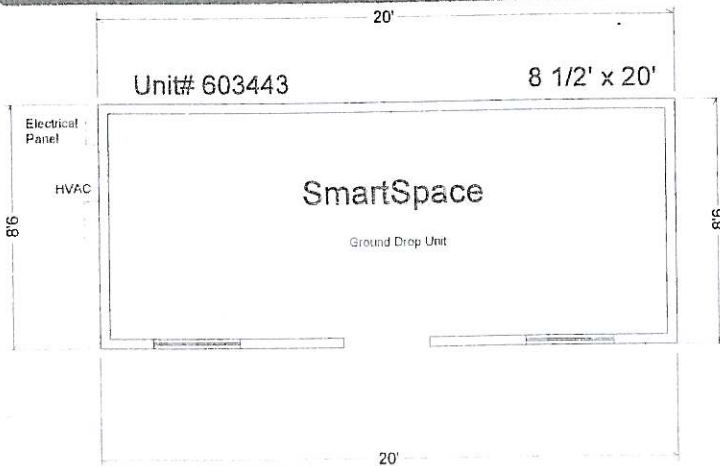 20'
Unit# 603443
8 1/2' x 20'
Electrical
Panel
HVAC
8'6
SmartSpace
8'6
Ground Drop Unit
20'